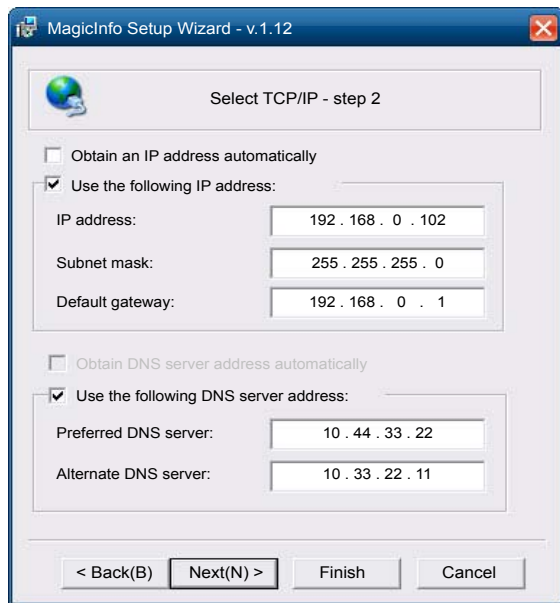 MagicInfo Setup Wizard - v.1.12
Select TCP/IP - step 2
Obtain an IP address automatically
Use the following IP address:
IP address: 192 . 168 . 0 . 102
Subnet mask: 255 . 255 . 255 . 0
Default gateway: 192 . 168 . 0 . 1
Obtain DNS server address automatically
Use the following DNS server address:
Preferred DNS server: 10 . 44 . 33 . 22
Alternate DNS server: 10 . 33 . 22 . 11
< Back(B) Next(N) > Finish Cancel